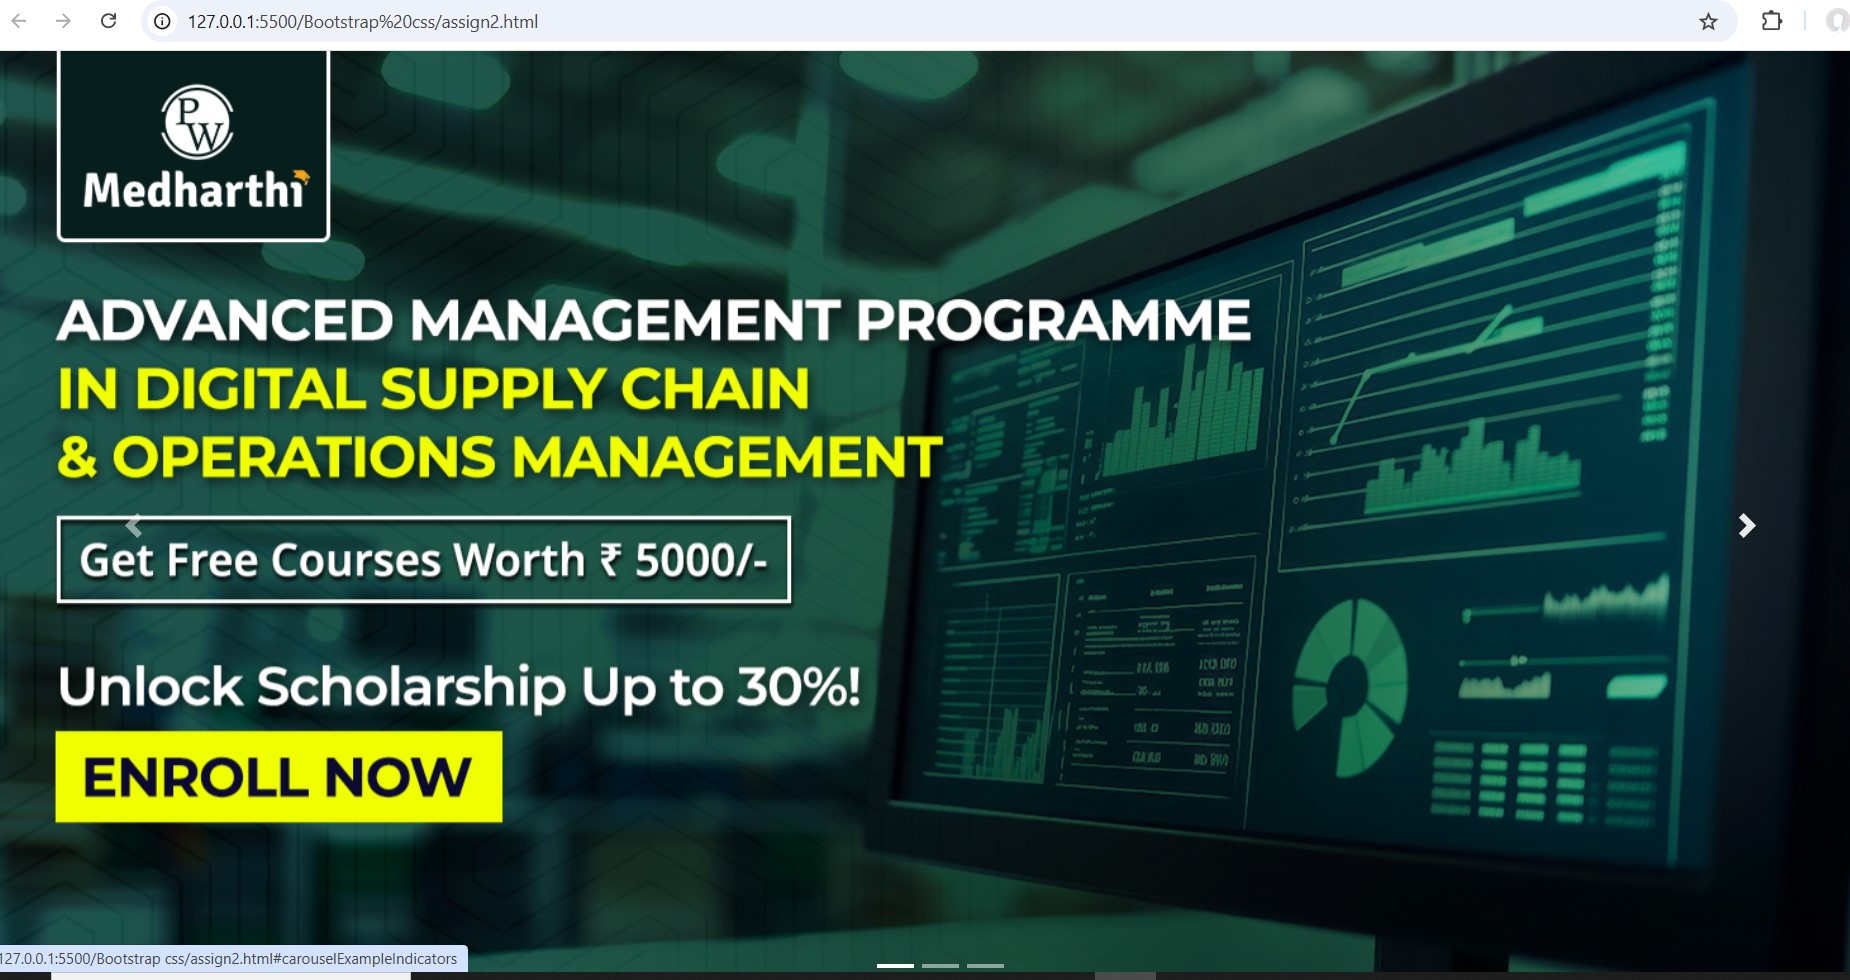 127.0.0.1:5500/Bootstrap%20css/assign2.html
PW
Medharthi
ADVANCED MANAGEMENT PROGRAMME
IN DIGITAL SUPPLY CHAIN
& OPERATIONS MANAGEMENT
Get Free Courses Worth ₹ 5000/-
Unlock Scholarship Up to 30%!
ENROLL NOW
127.0.0.1:5500/Bootstrap css/assign2.html#carouselExampleIndicators